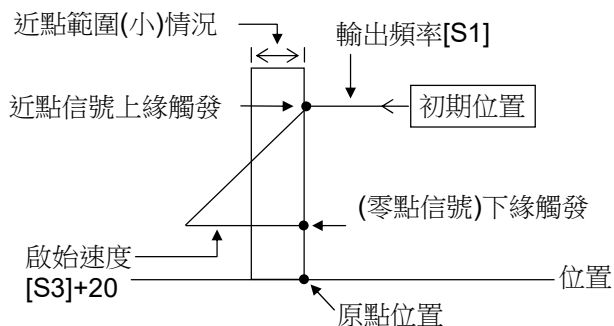 近點範圍(小)情況
輸出頻率[S1]
近點信號上緣觸發
初期位置
(零點信號)下緣觸發
啟始速度
[S3]+20
位置
原點位置